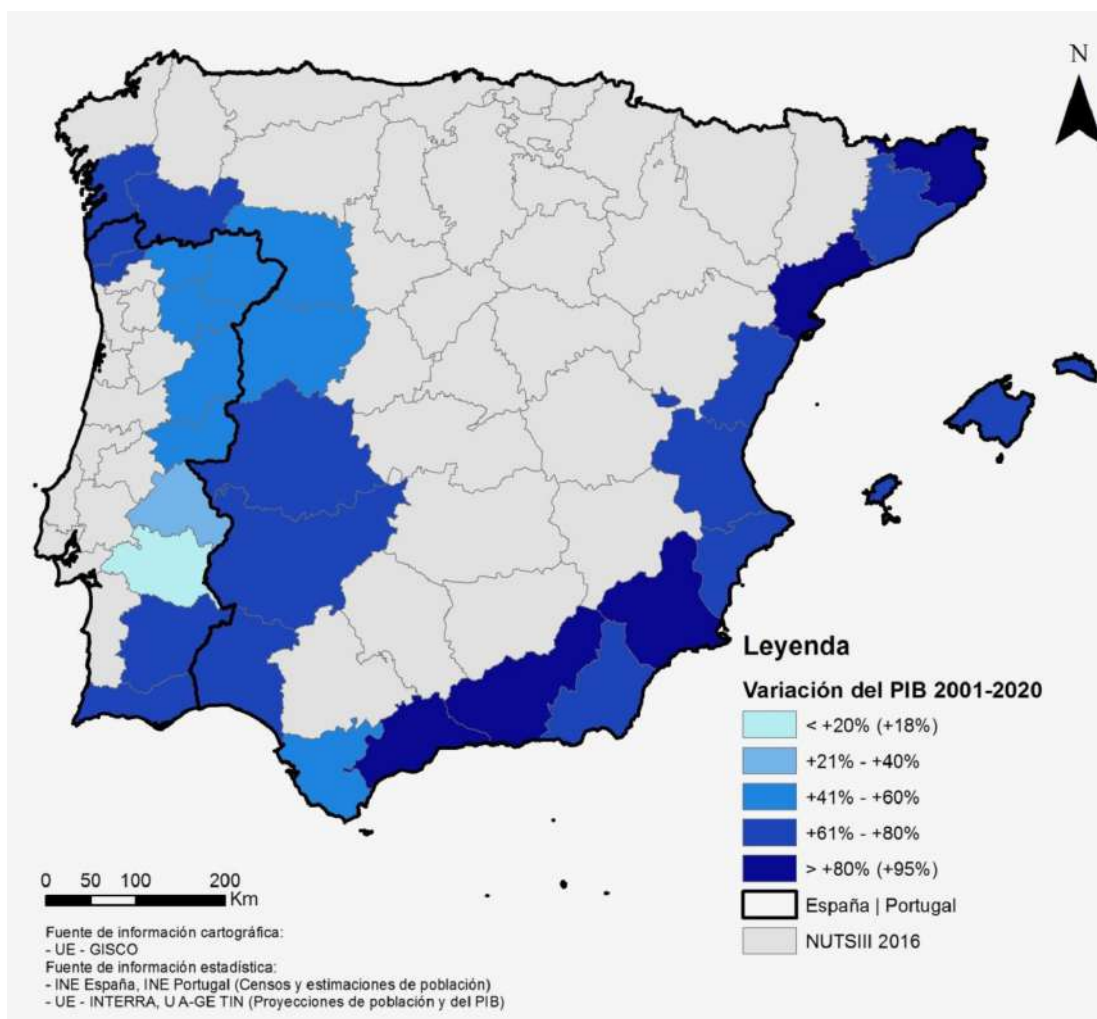 N
Leyenda
Variación del PIB 2001-2020
< +20% (+18%)
+21% - +40%
+41% - +60%
+61% - +80%
> +80% (+95%)
España | Portugal
NUTSIII 2016
0 50 100 200
Km
Fuente de información cartográfica:
- UE - GISCO
Fuente de información estadística:
- INE España, INE Portugal (Censos y estimaciones de población)
- UE - INTERRA, U A-GE TIN (Proyecciones de población y del PIB)